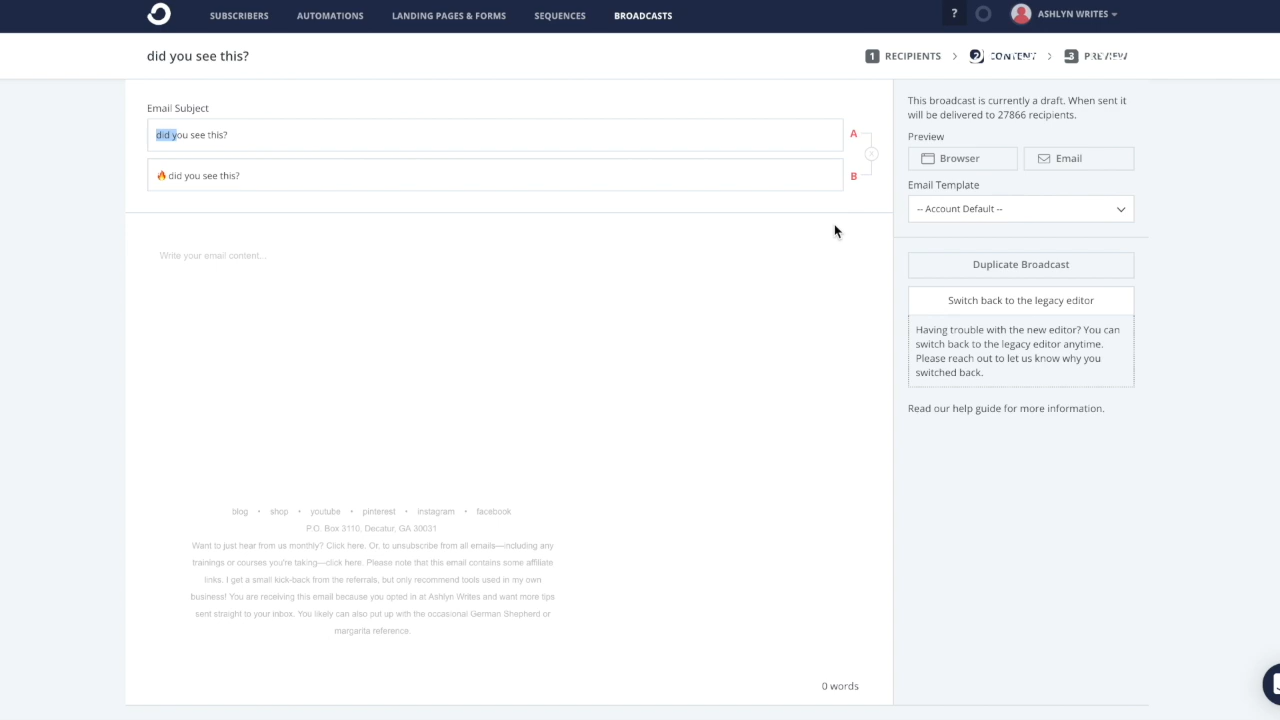 SUBSCRIBERS AUTOMATIONS LANDING PAGES & FORMS SEQUENCES BROADCASTS ? ASHLYN WRITES
did you see this? 1 RECIPIENTS > 2 CONTENT > 3 PREVIEW
Email Subject
did you see this? A
x
🔥 did you see this? B
Write your email content...
blog • shop • youtube • pinterest • instagram • facebook
P.O. Box 3110, Decatur, GA 30031
Want to just hear from us monthly? Click here. Or, to unsubscribe from all emails—including any
trainings or courses you're taking—click here. Please note that this email contains some affiliate
links. I get a small kick-back from the referrals, but only recommend tools used in my own
business! You are receiving this email because you opted in at Ashlyn Writes and want more tips
sent straight to your inbox. You likely can also put up with the occasional German Shepherd or
margarita reference.
0 words
This broadcast is currently a draft. When sent it
will be delivered to 27866 recipients.
Preview
Browser Email
Email Template
-- Account Default --
Duplicate Broadcast
Switch back to the legacy editor
Having trouble with the new editor? You can
switch back to the legacy editor anytime.
Please reach out to let us know why you
switched back.
Read our help guide for more information.